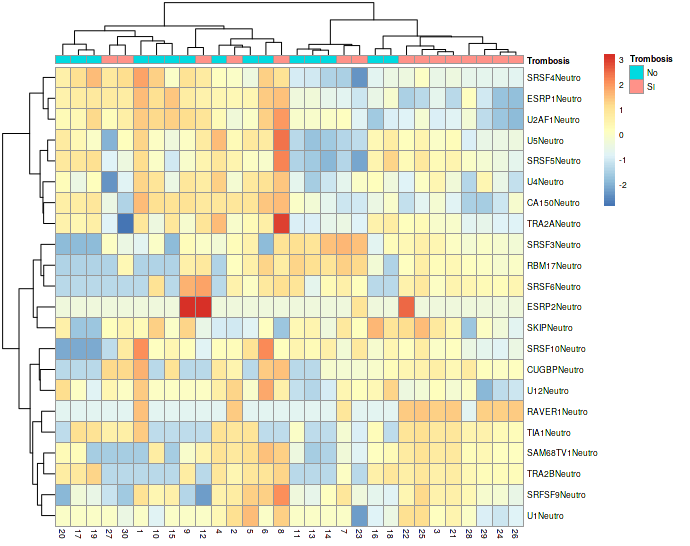 Trombosis
SRSF4Neutro
ESRP1Neutro
U2AF1Neutro
U5Neutro
SRSF5Neutro
U4Neutro
CA150Neutro
TRA2ANeutro
SRSF3Neutro
RBM17Neutro
SRSF6Neutro
ESRP2Neutro
SKIPNeutro
SRSF10Neutro
CUGBPNeutro
U12Neutro
RAVER1Neutro
TIA1Neutro
SAM68TV1Neutro
TRA2BNeutro
SRFSF9Neutro
U1Neutro
20 17 19 27 30 1 10 15 9 12 4 2 5 6 8 11 13 14 7 23 16 18 22 25 3 21 28 29 24 26
3
2
1
0
-1
-2
Trombosis
No
Si